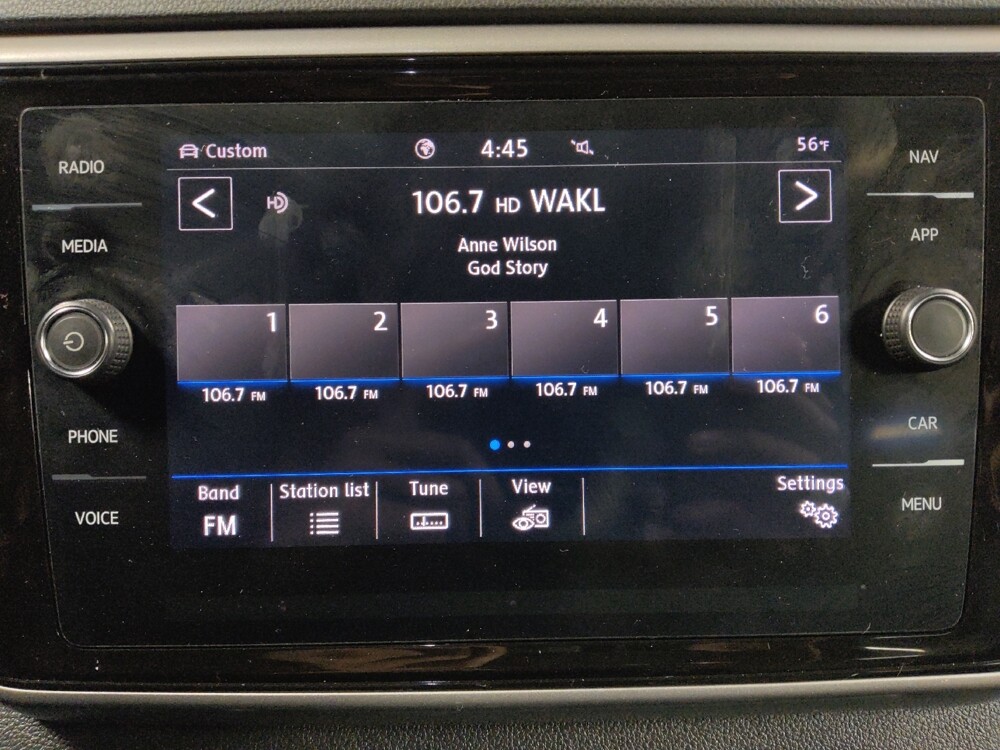 Custom 4:45 56°F
RADIO
NAV
HD 106.7 HD WAKL
MEDIA
APP
Anne Wilson
God Story
1 2 3 4 5 6
106.7 FM 106.7 FM 106.7 FM 106.7 FM 106.7 FM 106.7 FM
PHONE
CAR
Band Station list Tune View Settings
FM
VOICE
MENU